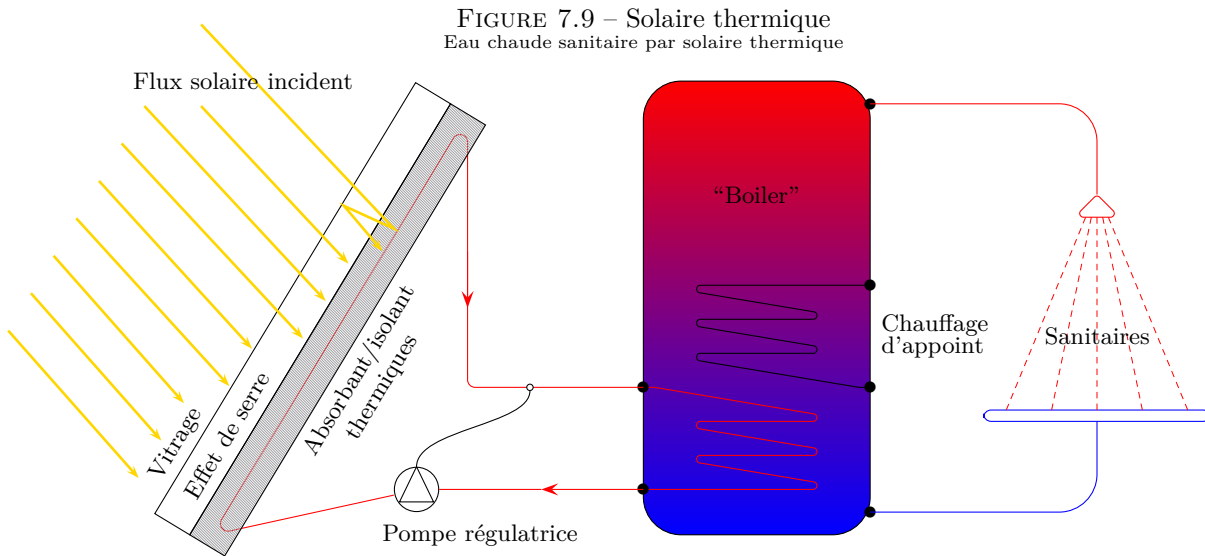 FIGURE 7.9 – Solaire thermique
Eau chaude sanitaire par solaire thermique
Flux solaire incident
“Boiler”
Chauffage
d’appoint
Sanitaires
Vitrage
Effet de serre
Absorbant/isolant
thermiques
Pompe régulatrice